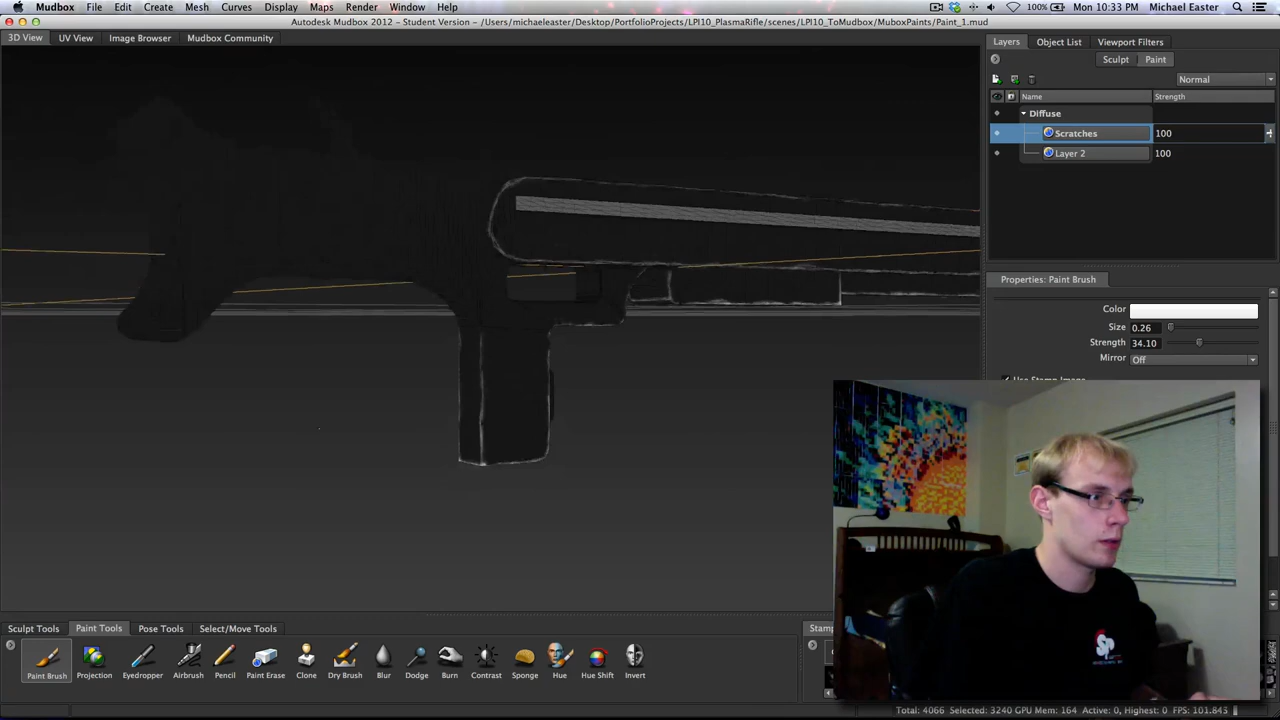 Mudbox File Edit Create Mesh Curves Display Maps Render Window Help 100% Mon 10:33 PM Michael Easter
Autodesk Mudbox 2012 - Student Version - /Users/michaeleaster/Desktop/PortfolioProjects/LPI10_PlasmaRifle/scenes/LPI10_ToMudbox/MuboxPaints/Paint_1.mud
3D View UV View Image Browser Mudbox Community
Layers Object List Viewport Filters
Sculpt Paint
Normal
Name Strength
Diffuse
Scratches 100
Layer 2 100
Properties: Paint Brush
Color
Size 0.26
Strength 34.10
Mirror Off
Use Stamp Image
SP
Sculpt Tools Paint Tools Pose Tools Select/Move Tools
Stamp
Paint Brush Projection Eyedropper Airbrush Pencil Paint Erase Clone Dry Brush Blur Dodge Burn Contrast Sponge Hue Hue Shift Invert
Total: 4066 Selected: 3240 GPU Mem: 164 Active: 0, Highest: 0 FPS: 101.843